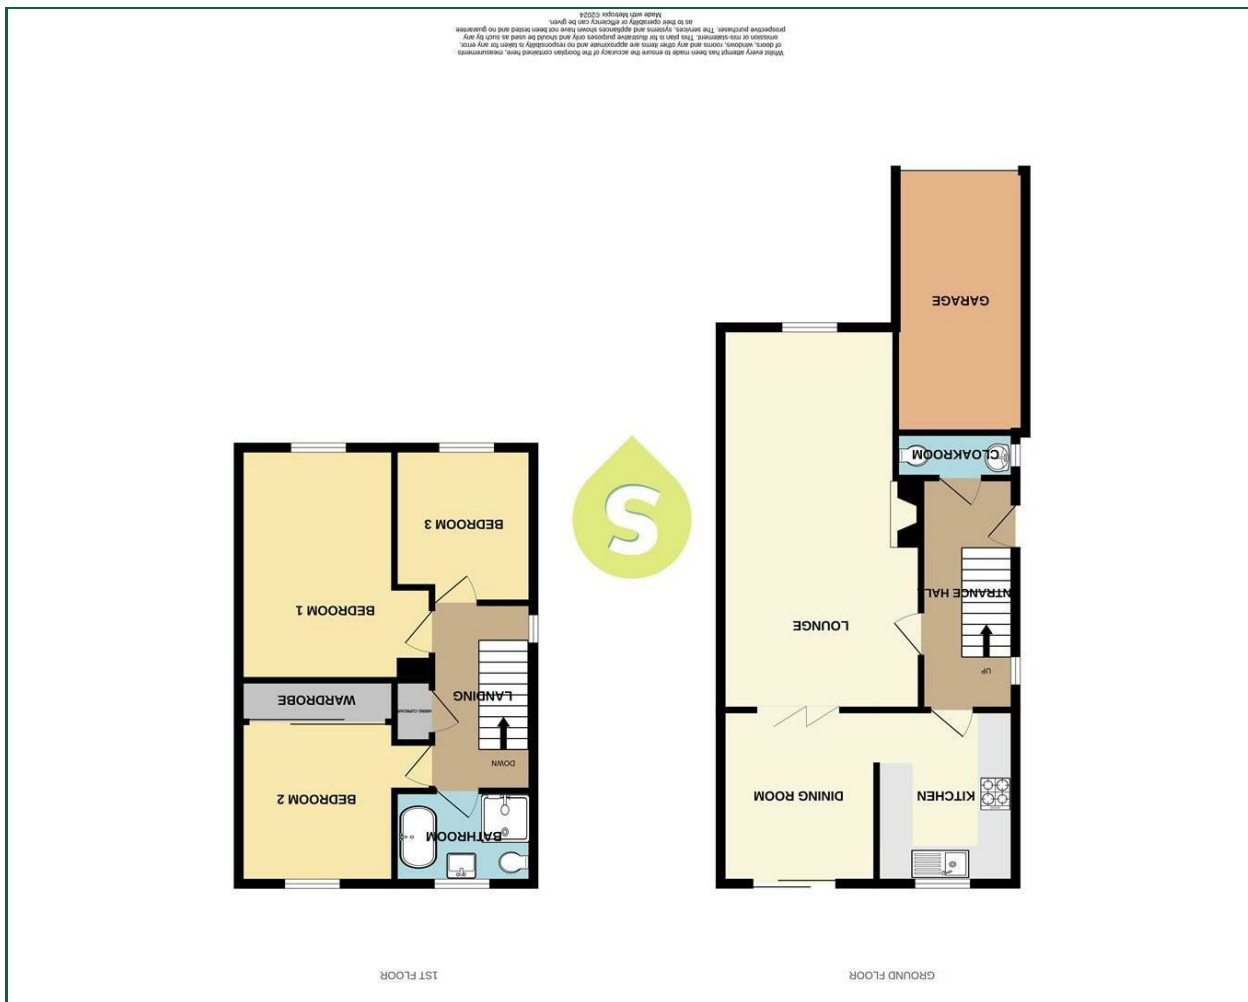 GROUND FLOOR
KITCHEN
DINING ROOM
UP
ENTRANCE HALL
LOUNGE
CLOAKROOM
GARAGE
1ST FLOOR
BATHROOM
BEDROOM 2
DOWN
LANDING
AIRING CUPBOARD
WARDROBE
BEDROOM 1
BEDROOM 3
S
Whilst every attempt has been made to ensure the accuracy of the floorplan contained here, measurements
of doors, windows, rooms and any other items are approximate and no responsibility is taken for any error,
omission or mis-statement. This plan is for illustrative purposes only and should be used as such by any
prospective purchaser. The services, systems and appliances shown have not been tested and no guarantee
as to their operability or efficiency can be given.
Made with Metropix ©2024